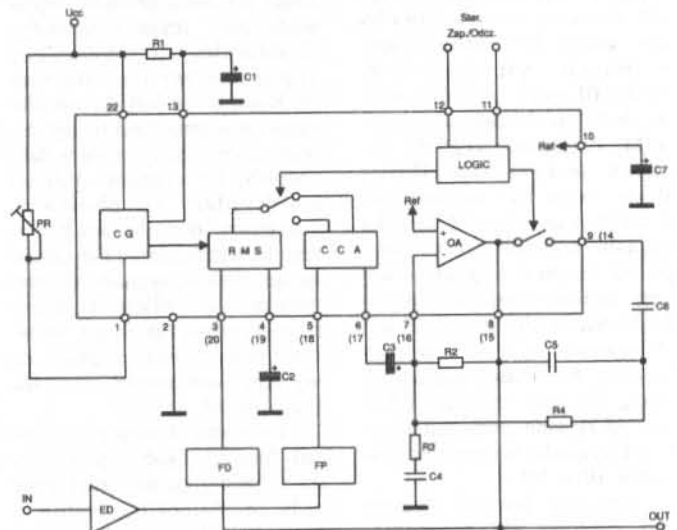 Ucc.
Ster.
Zap./Odcz.
R1
C1
22
13
12
11
10
Ref
C7
LOGIC
PR
C G
R M S
C C A
Ref
+
-
OA
9 (14
1
2
3
(20)
4
(19)
5
(18)
6
(17)
7
(16)
8
(15
C6
C3
R2
C5
C2
R3
R4
C4
FD
FP
IN
ED
OUT